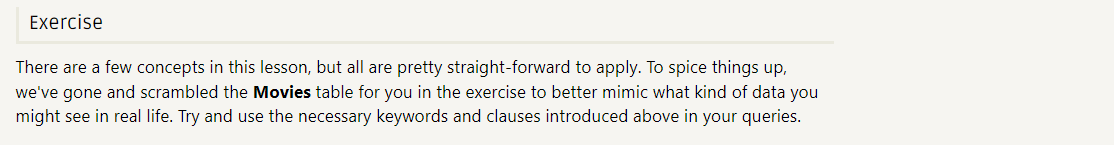 Exercise
There are a few concepts in this lesson, but all are pretty straight-forward to apply. To spice things up,
we've gone and scrambled the Movies table for you in the exercise to better mimic what kind of data you
might see in real life. Try and use the necessary keywords and clauses introduced above in your queries.